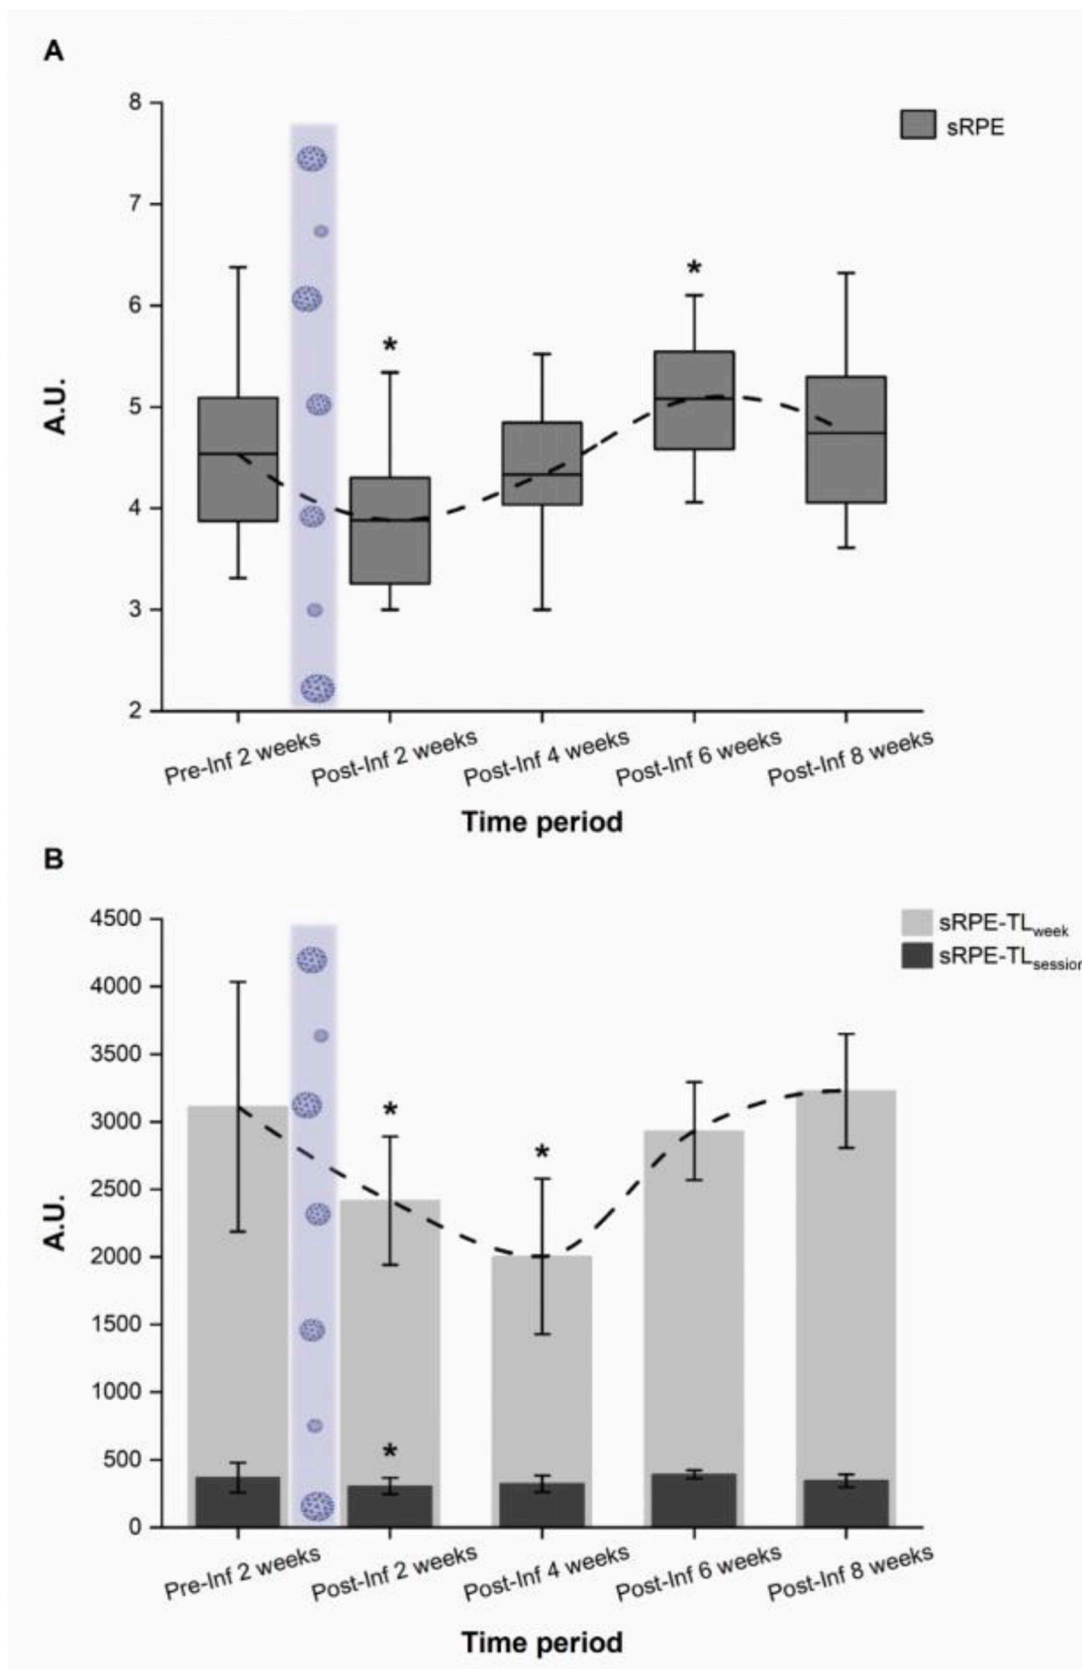 A
8
sRPE
7
6
*
*
5
A.U.
4
3
2
Pre-Inf 2 weeks
Post-Inf 2 weeks
Post-Inf 4 weeks
Post-Inf 6 weeks
Post-Inf 8 weeks
Time period
B
4500
sRPE-TLweek
sRPE-TLsession
4000
3500
3000
*
*
2500
A.U.
2000
1500
1000
500
*
0
Pre-Inf 2 weeks
Post-Inf 2 weeks
Post-Inf 4 weeks
Post-Inf 6 weeks
Post-Inf 8 weeks
Time period